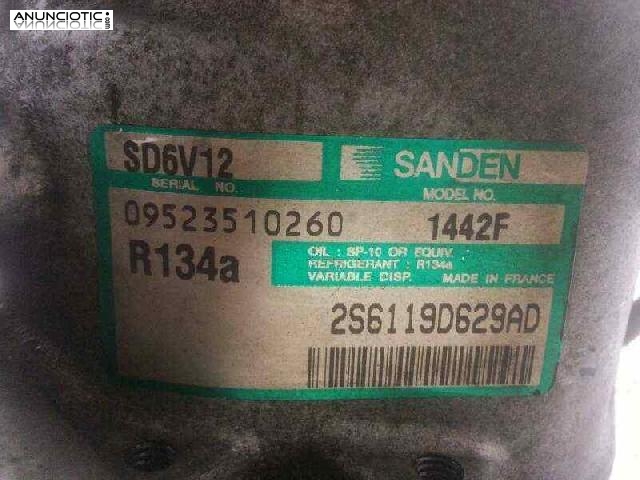 ANUNCIOTIC.com
SD6V12
SANDEN
SERIAL NO.
MODEL NO.
09523510260
1442F
R134a
OIL : SP-10 OR EQUIV.
REFRIGERANT : R134a
VARIABLE DISP. MADE IN FRANCE
2S6119D629AD